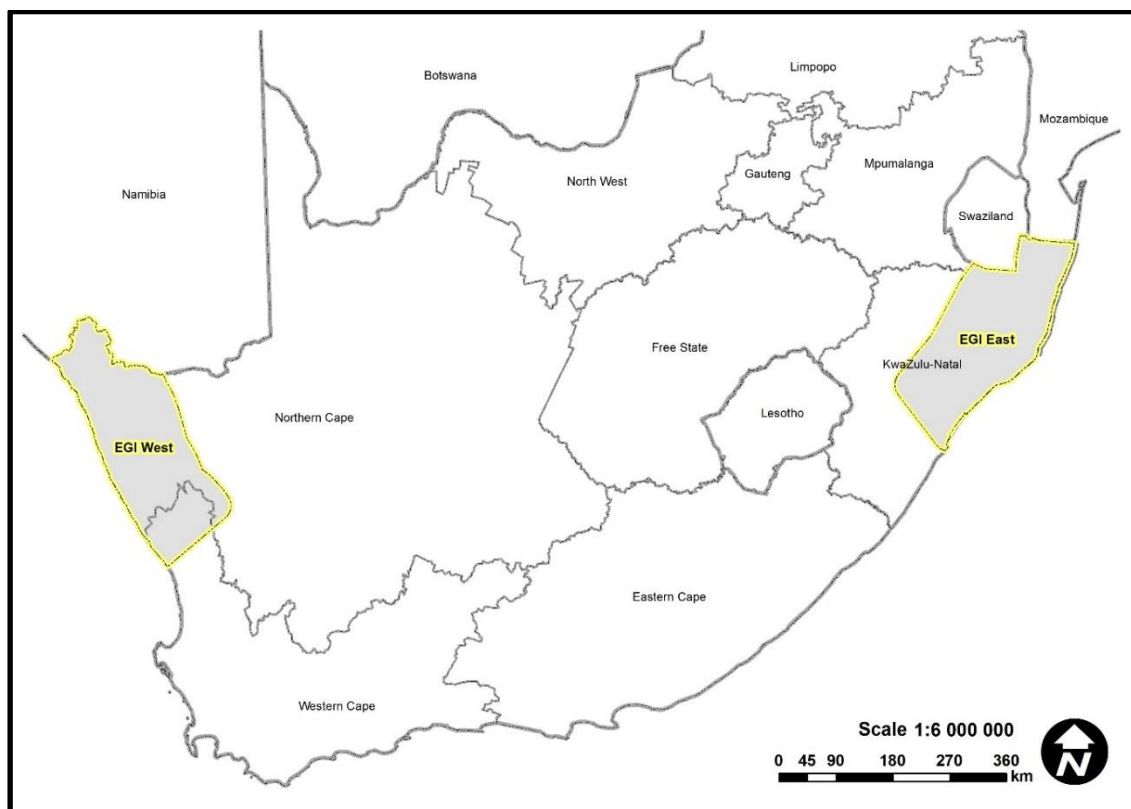 Botswana
Limpopo
Mozambique
Namibia
North West
Gauteng
Mpumalanga
Swaziland
EGI East
Free State
KwaZulu-Natal
Northern Cape
Lesotho
EGI West
Eastern Cape
Western Cape
Scale 1:6 000 000
0 45 90 180 270 360
km
N